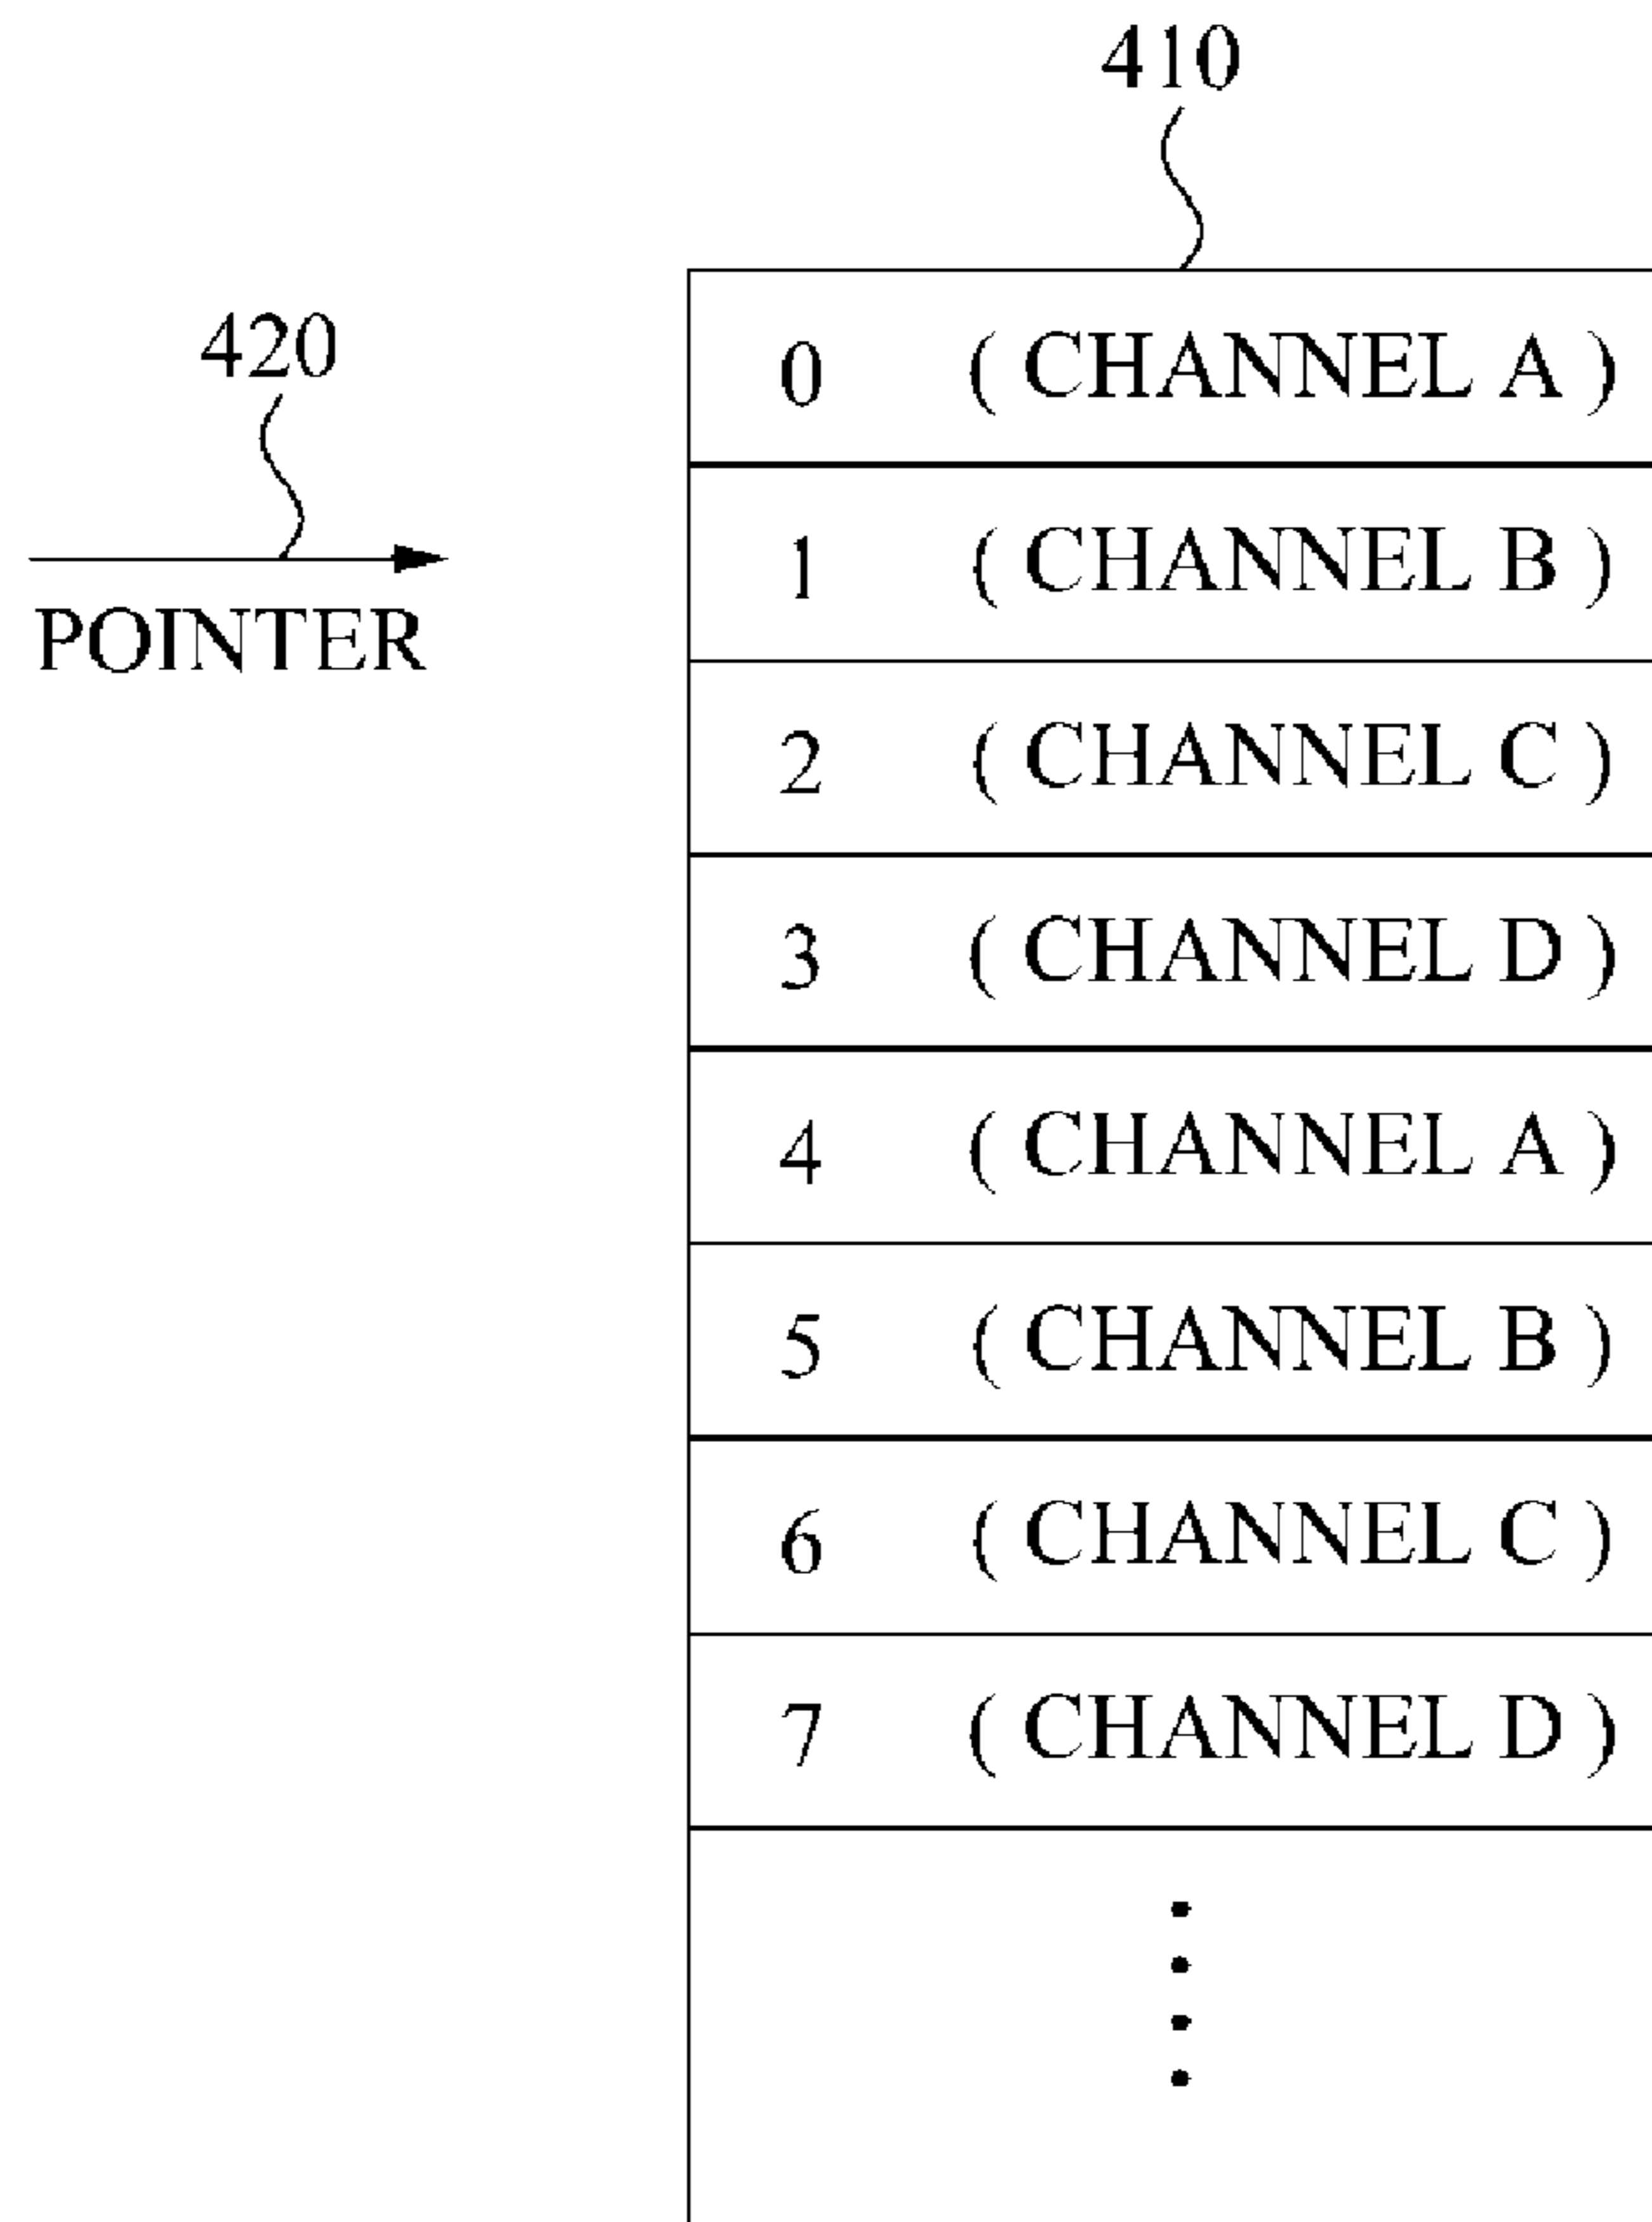 410
420
POINTER
0 ( CHANNEL A )
1 ( CHANNEL B )
2 ( CHANNEL C )
3 ( CHANNEL D )
4 ( CHANNEL A )
5 ( CHANNEL B )
6 ( CHANNEL C )
7 ( CHANNEL D )